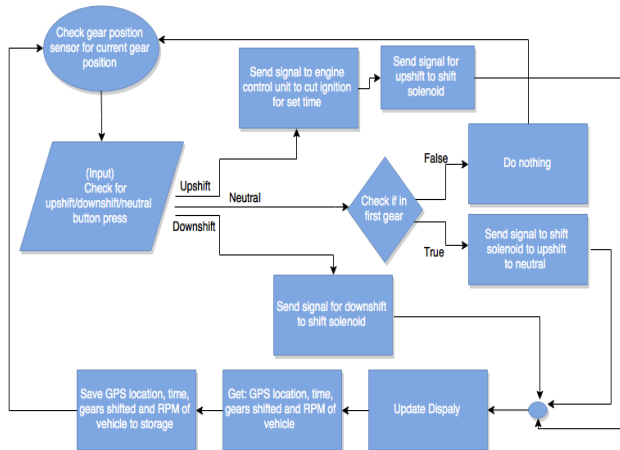 Check gear position
sensor for current gear
position
Send signal to engine
control unit to cut ignition
for set time
Send signal for
upshift to shift
solenoid
(Input)
Check for
upshift/downshift/neutral
button press
Upshift
Neutral
Downshift
Check if in
first gear
False
True
Do nothing
Send signal to shift
solenoid to upshift
to neutral
Send signal for downshift
to shift solenoid
Save GPS location, time,
gears shifted and RPM of
vehicle to storage
Get: GPS location, time,
gears shifted and RPM of
vehicle
Update Dispaly